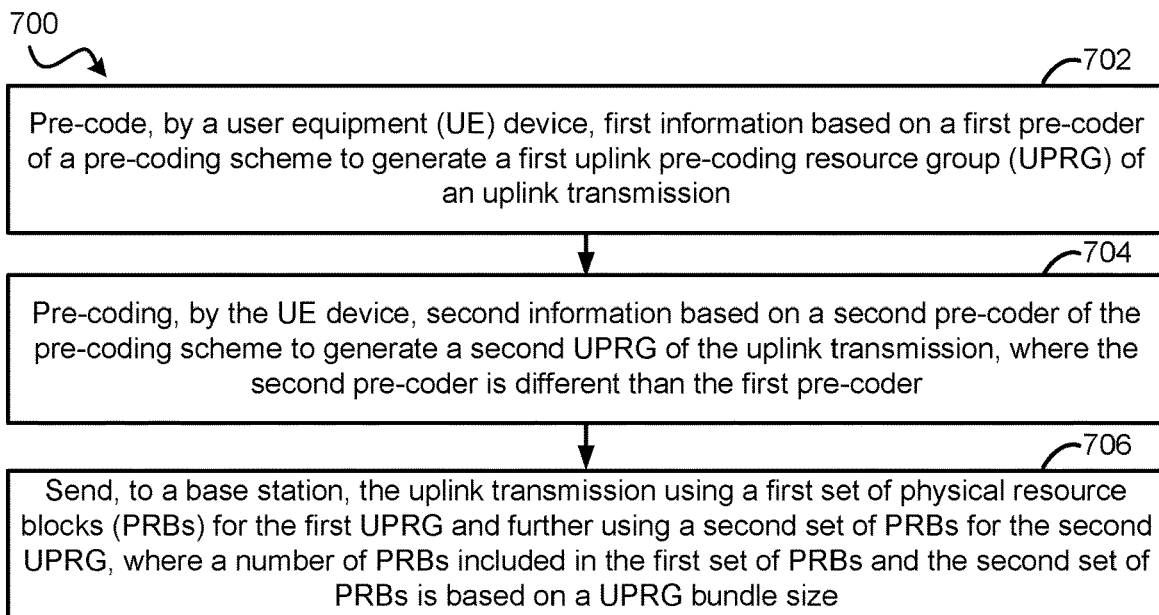 700
702
Pre-code, by a user equipment (UE) device, first information based on a first pre-coder
of a pre-coding scheme to generate a first uplink pre-coding resource group (UPRG) of
an uplink transmission
704
Pre-coding, by the UE device, second information based on a second pre-coder of the
pre-coding scheme to generate a second UPRG of the uplink transmission, where the
second pre-coder is different than the first pre-coder
706
Send, to a base station, the uplink transmission using a first set of physical resource
blocks (PRBs) for the first UPRG and further using a second set of PRBs for the second
UPRG, where a number of PRBs included in the first set of PRBs and the second set of
PRBs is based on a UPRG bundle size